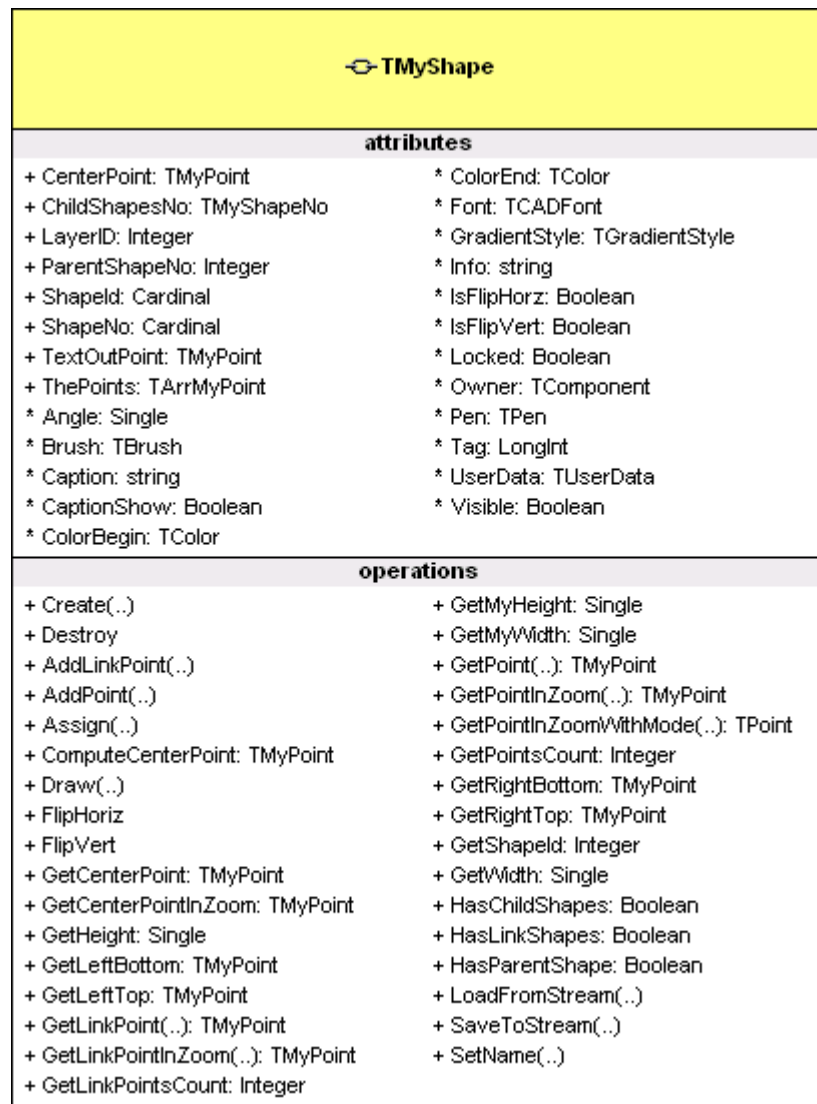 TMyShape
attributes
+ CenterPoint: TMyPoint
+ ChildShapesNo: TMyShapeNo
+ LayerID: Integer
+ ParentShapeNo: Integer
+ ShapeId: Cardinal
+ ShapeNo: Cardinal
+ TextOutPoint: TMyPoint
+ ThePoints: TArrMyPoint
* Angle: Single
* Brush: TBrush
* Caption: string
* CaptionShow: Boolean
* ColorBegin: TColor
* ColorEnd: TColor
* Font: TCADFont
* GradientStyle: TGradientStyle
* Info: string
* IsFlipHorz: Boolean
* IsFlipVert: Boolean
* Locked: Boolean
* Owner: TComponent
* Pen: TPen
* Tag: LongInt
* UserData: TUserData
* Visible: Boolean
operations
+ Create(..)
+ Destroy
+ AddLinkPoint(..)
+ AddPoint(..)
+ Assign(..)
+ ComputeCenterPoint: TMyPoint
+ Draw(..)
+ FlipHoriz
+ FlipVert
+ GetCenterPoint: TMyPoint
+ GetCenterPointInZoom: TMyPoint
+ GetHeight: Single
+ GetLeftBottom: TMyPoint
+ GetLeftTop: TMyPoint
+ GetLinkPoint(..): TMyPoint
+ GetLinkPointInZoom(..): TMyPoint
+ GetLinkPointsCount: Integer
+ GetMyHeight: Single
+ GetMyWidth: Single
+ GetPoint(..): TMyPoint
+ GetPointInZoom(..): TMyPoint
+ GetPointInZoomWithMode(..): TPoint
+ GetPointsCount: Integer
+ GetRightBottom: TMyPoint
+ GetRightTop: TMyPoint
+ GetShapeId: Integer
+ GetWidth: Single
+ HasChildShapes: Boolean
+ HasLinkShapes: Boolean
+ HasParentShape: Boolean
+ LoadFromStream(..)
+ SaveToStream(..)
+ SetName(..)